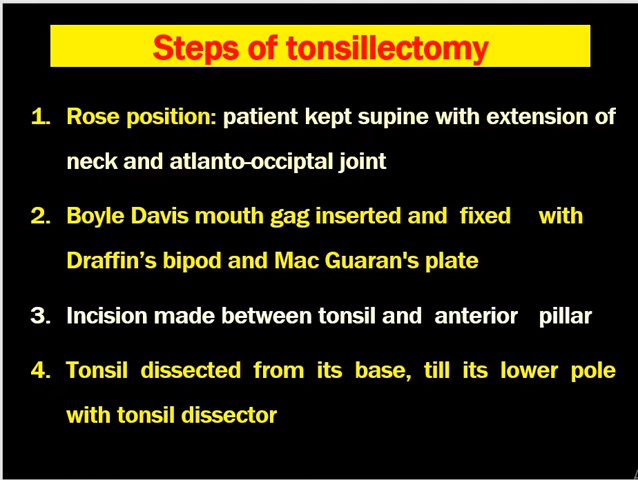 Steps of tonsillectomy
1. Rose position: patient kept supine with extension of
neck and atlanto-occiptal joint
2. Boyle Davis mouth gag inserted and fixed with
Draffin's bipod and Mac Guaran's plate
3. Incision made between tonsil and anterior pillar
4. Tonsil dissected from its base, till its lower pole
with tonsil dissector